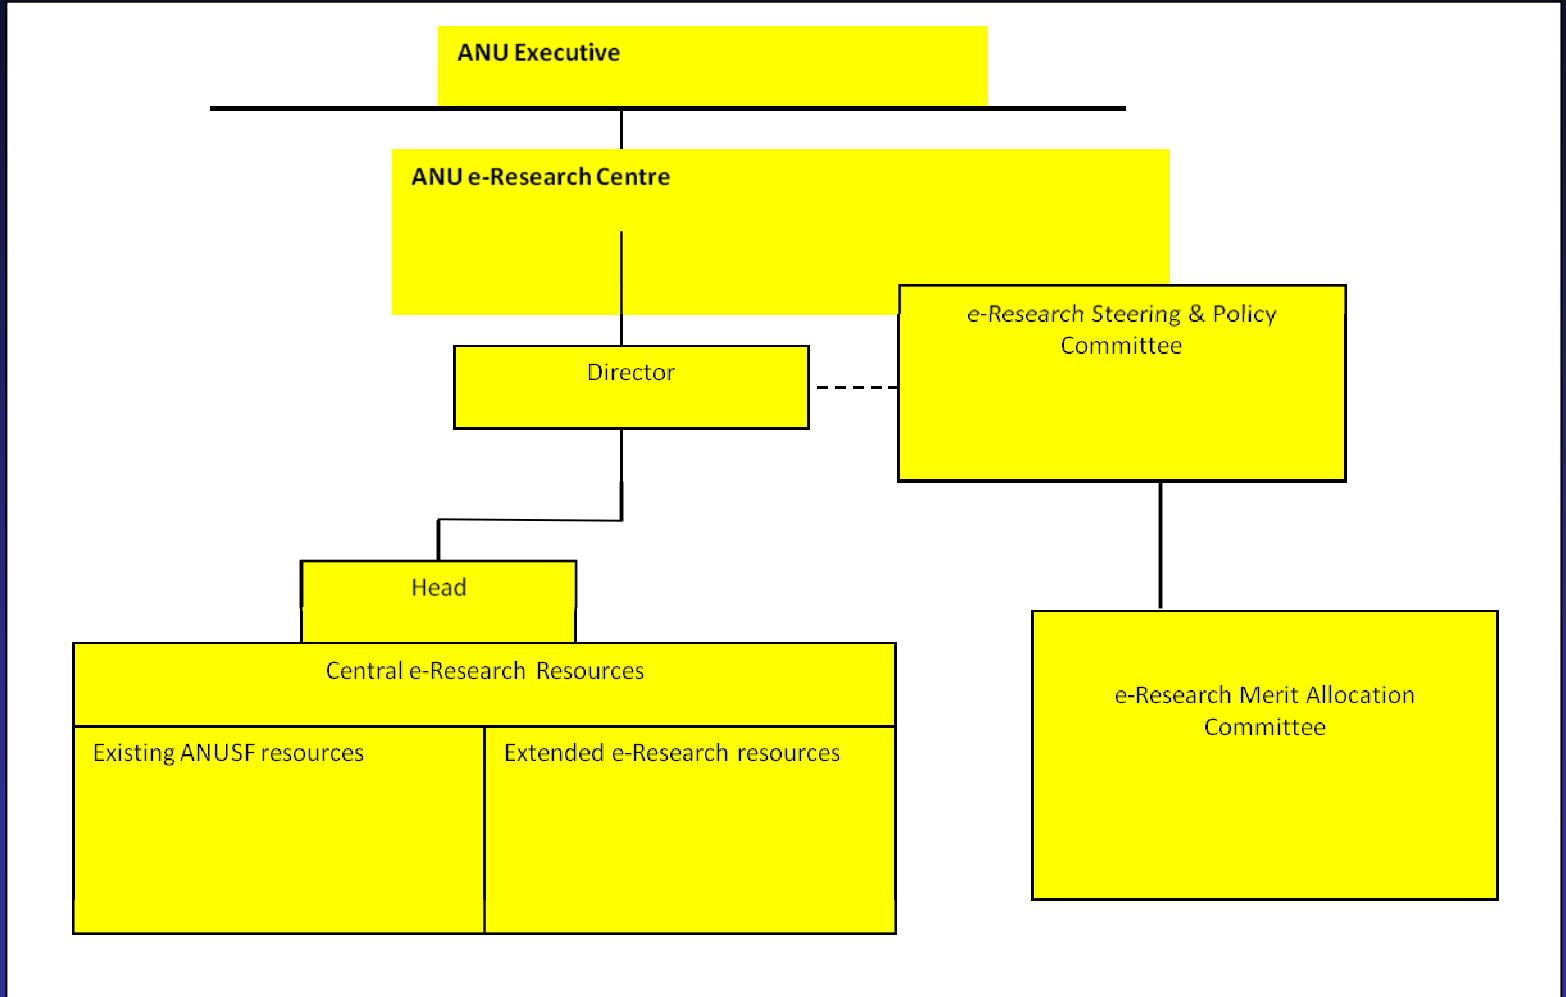 ANU Executive
ANU e-Research Centre
e-Research Steering & Policy
Committee
Director
Head
Central e-Research Resources
Existing ANUSF resources
Extended e-Research resources
e-Research Merit Allocation
Committee